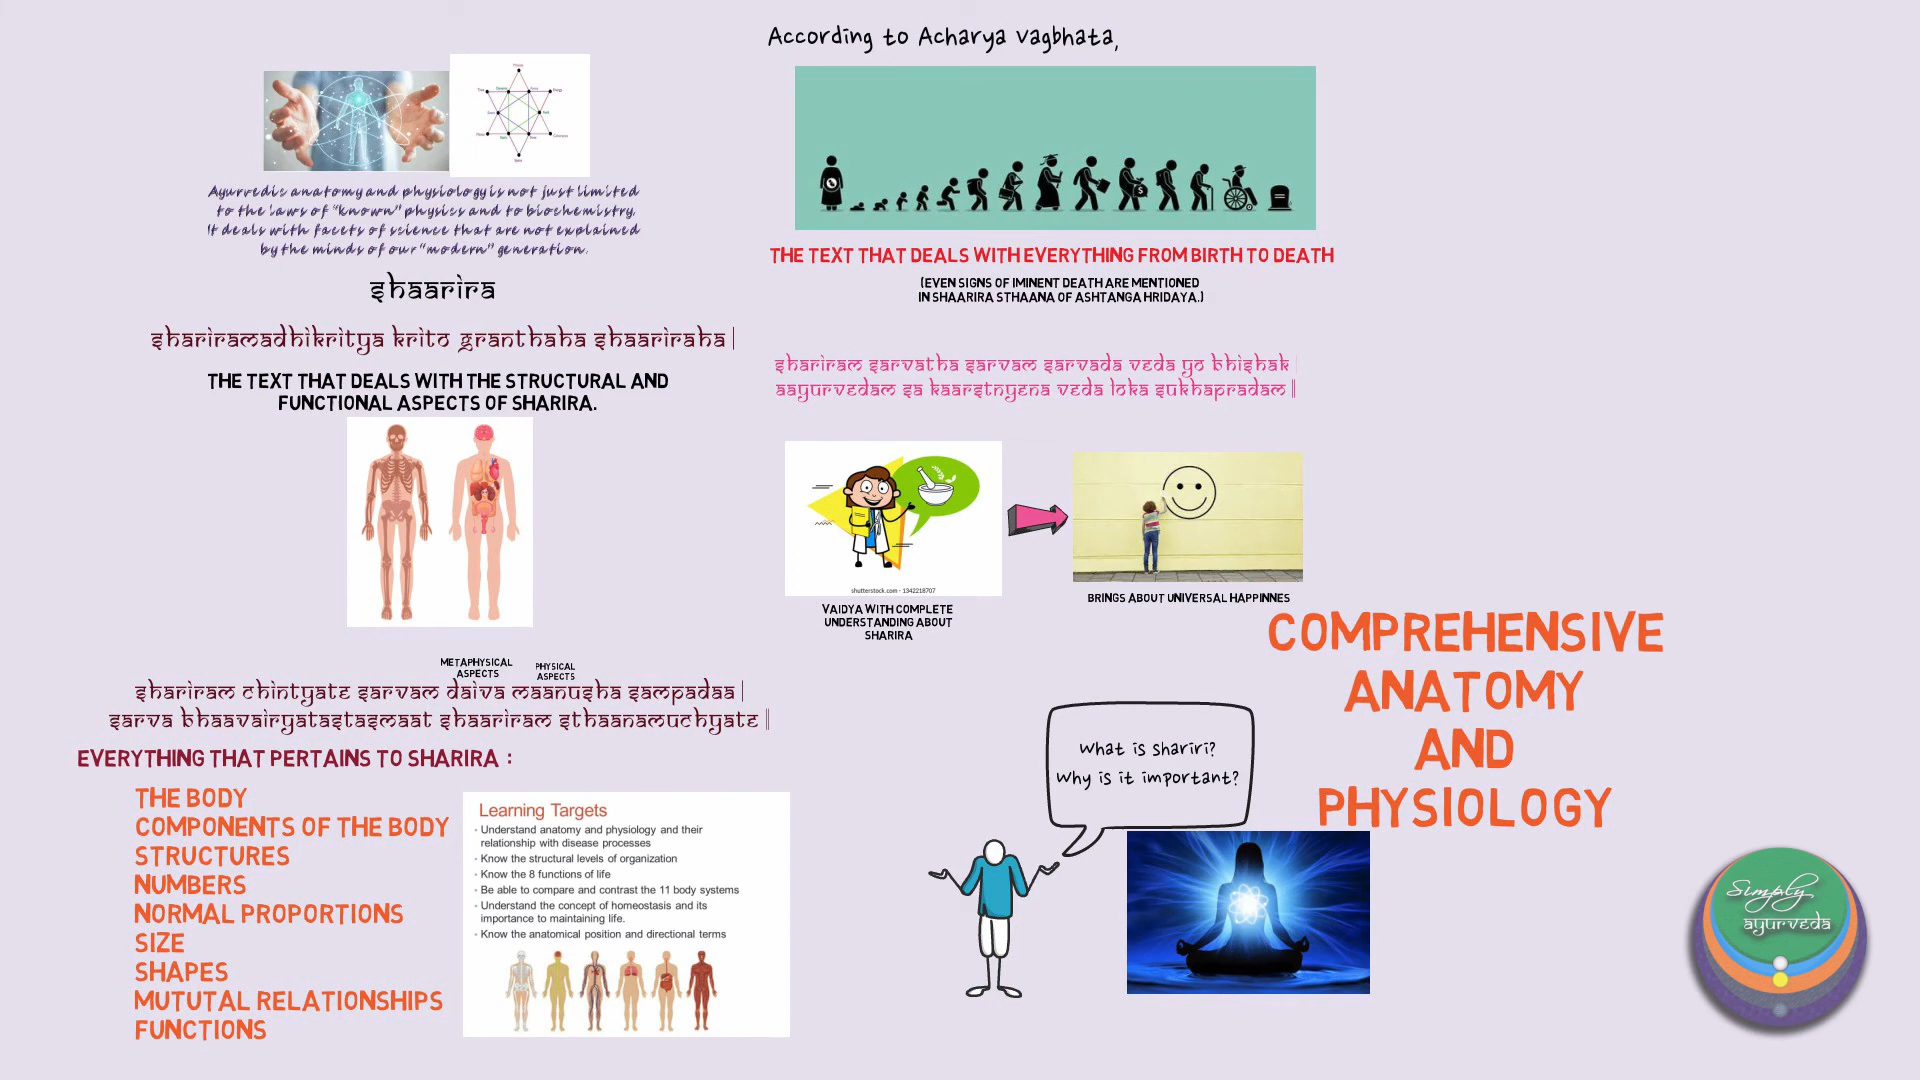 Ayurvedic anatomy and physiology is not just limited
to the laws of "known" physics and to biochemistry,
It deals with facets of science that are not explained
by the minds of our "modern" generation.
shaarira
shariramadhikritya krito granthaha shaariraha|
THE TEXT THAT DEALS WITH THE STRUCTURAL AND
FUNCTIONAL ASPECTS OF SHARIRA.
METAPHYSICAL
ASPECTS
PHYSICAL
ASPECTS
shariram chintyate sarvam daiva maanusha sampadaa|
sarva bhaavairyatastasmaat shaariram sthaanamuchyate||
EVERYTHING THAT PERTAINS TO SHARIRA :
THE BODY
COMPONENTS OF THE BODY
STRUCTURES
NUMBERS
NORMAL PROPORTIONS
SIZE
SHAPES
MUTUTAL RELATIONSHIPS
FUNCTIONS
Learning Targets
· Understand anatomy and physiology and their
relationship with disease processes
· Know the structural levels of organization
· Know the 8 functions of life
· Be able to compare and contrast the 11 body systems
· Understand the concept of homeostasis and its
importance to maintaining life.
· Know the anatomical position and directional terms
According to Acharya Vagbhata,
$
THE TEXT THAT DEALS WITH EVERYTHING FROM BIRTH TO DEATH
(EVEN SIGNS OF IMINENT DEATH ARE MENTIONED
IN SHAARIRA STHAANA OF ASHTANGA HRIDAYA.)
shariram sarvatha sarvam sarvada veda yo bhishak|
aayurvedam sa kaarstnyena veda loka sukhapradam||
shutterstock.com · 1342218707
VAIDYA WITH COMPLETE
UNDERSTANDING ABOUT
SHARIRA
BRINGS ABOUT UNIVERSAL HAPPINNES
What is shariri?
Why is it important?
COMPREHENSIVE
ANATOMY
AND
PHYSIOLOGY
Simply
ayurveda